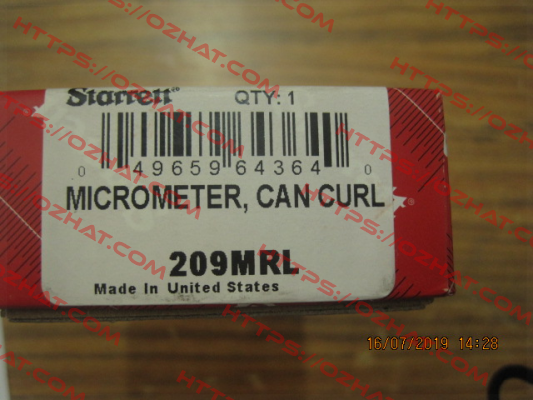 Starrett® QTY: 1
0 49659 64364 0
MICROMETER, CAN CURL
209MRL
Made In United States
16/07/2019 14:28
HTTPS://OZHAT.COM